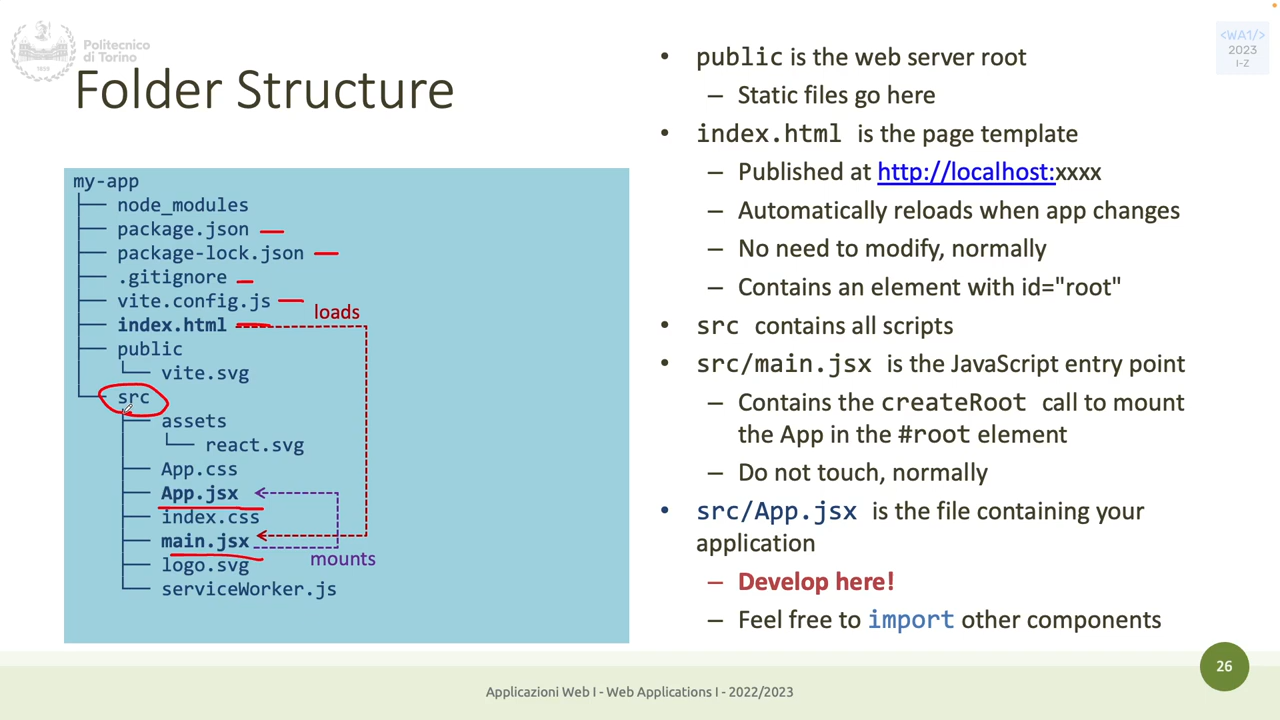 Politecnico
di Torino
1859
<WA1/>
2023
I-Z
Folder Structure
my-app
├── node_modules
├── package.json
├── package-lock.json
├── .gitignore
├── vite.config.js
├── index.html
├── public
│   └── vite.svg
└── src
    ├── assets
    │   └── react.svg
    ├── App.css
    ├── App.jsx
    ├── index.css
    ├── main.jsx
    ├── logo.svg
    └── serviceWorker.js
loads
mounts
• public is the web server root
– Static files go here
• index.html is the page template
– Published at http://localhost:xxxx
– Automatically reloads when app changes
– No need to modify, normally
– Contains an element with id="root"
• src contains all scripts
• src/main.jsx is the JavaScript entry point
– Contains the createRoot call to mount
the App in the #root element
– Do not touch, normally
• src/App.jsx is the file containing your
application
– Develop here!
– Feel free to import other components
Applicazioni Web I - Web Applications I - 2022/2023
26